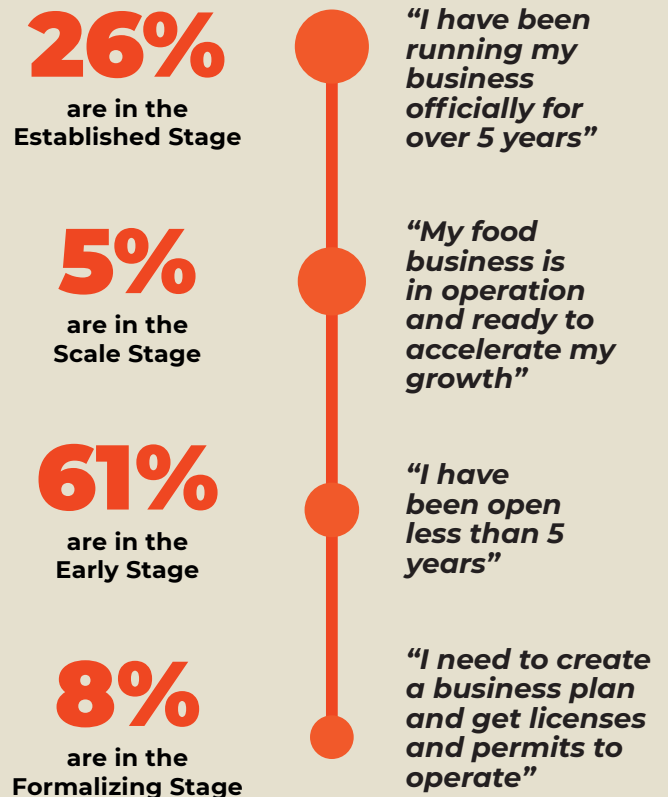 26%
are in the
Established Stage
“I have been
running my
business
officially for
over 5 years”
5%
are in the
Scale Stage
“My food
business is
in operation
and ready to
accelerate my
growth”
61%
are in the
Early Stage
“I have
been open
less than 5
years”
8%
are in the
Formalizing Stage
“I need to create
a business plan
and get licenses
and permits to
operate”